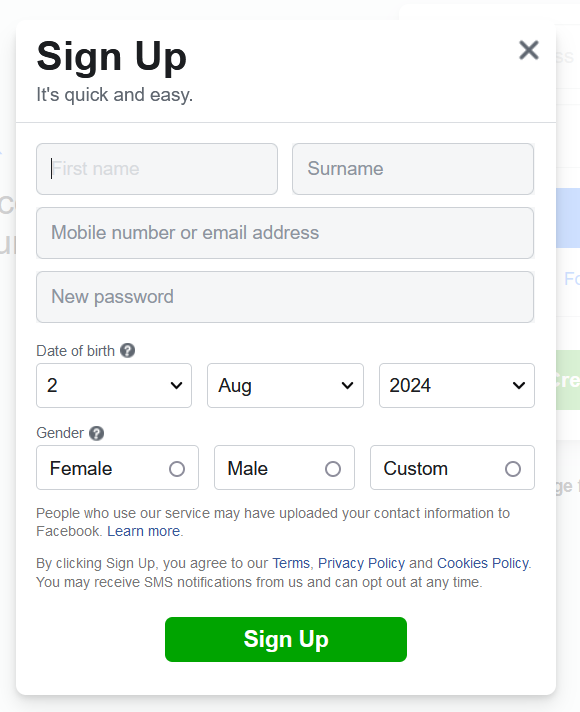 Sign Up
It's quick and easy.
First name
Surname
Mobile number or email address
New password
Date of birth ?
2
Aug
2024
Gender ?
Female
Male
Custom
People who use our service may have uploaded your contact information to
Facebook. Learn more.
By clicking Sign Up, you agree to our Terms, Privacy Policy and Cookies Policy.
You may receive SMS notifications from us and can opt out at any time.
Sign Up